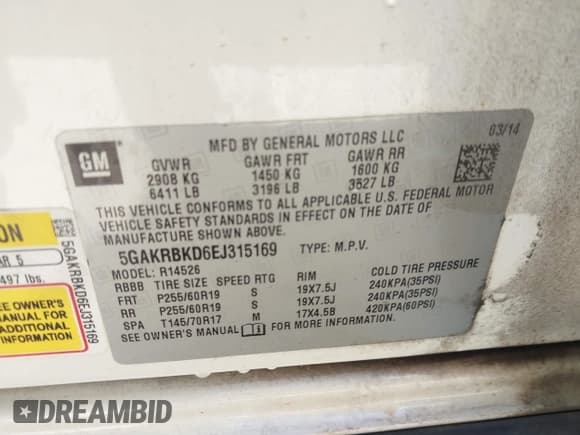 GM
MFD BY GENERAL MOTORS LLC
03/14
GVWR GAWR FRT GAWR RR
2908 KG 1450 KG 1600 KG
6411 LB 3196 LB 3527 LB
THIS VEHICLE CONFORMS TO ALL APPLICABLE U.S. FEDERAL MOTOR
VEHICLE SAFETY STANDARDS IN EFFECT ON THE DATE OF
MANUFACTURE SHOWN ABOVE.
5GAKRBKD6EJ315169 TYPE: M.P.V.
MODEL: R14526
RBBB TIRE SIZE SPEED RTG RIM COLD TIRE PRESSURE
FRT P255/60R19 S 19X7.5J 240KPA(35PSI)
RR P255/60R19 S 19X7.5J 240KPA(35PSI)
SPA T145/70R17 M 17X4.5B 420KPA(60PSI)
SEE OWNER'S MANUAL FOR MORE INFORMATION.
ON
AR 5
497 lbs.
SEE OWNER'S
MANUAL FOR
ADDITIONAL
INFORMATION
5GAKRBKD6EJ315169
DREAMBID